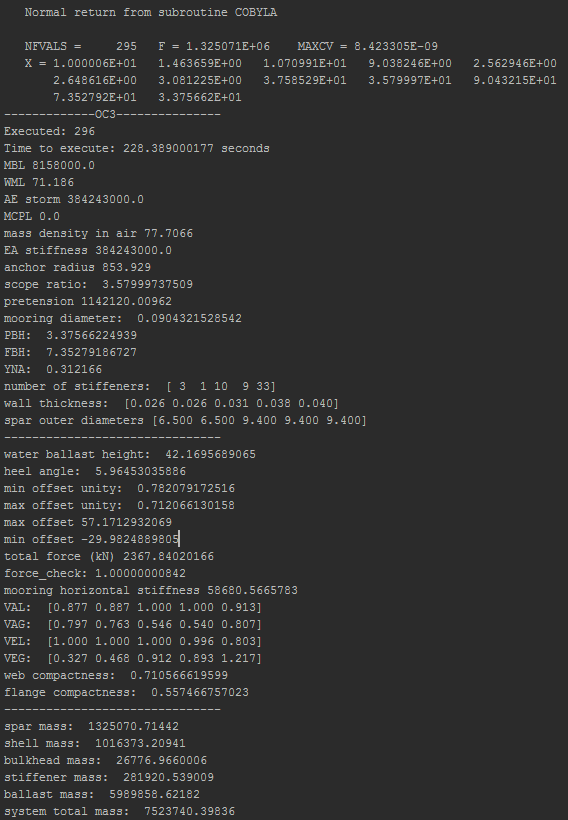 Normal return from subroutine COBYLA
NFVALS =     295   F = 1.325071E+06    MAXCV = 8.423305E-09
X = 1.000006E+01   1.463659E+00   1.070991E+01   9.038246E+00   2.562946E+00
2.648616E+00   3.081225E+00   3.758529E+01   3.579997E+01   9.043215E+01
7.352792E+01   3.375662E+01
-------------OC3---------------
Executed: 296
Time to execute: 228.389000177 seconds
MBL 8158000.0
WML 71.186
AE storm 384243000.0
MCPL 0.0
mass density in air 77.7066
EA stiffness 384243000.0
anchor radius 853.929
scope ratio:  3.57999737509
pretension 1142120.00962
mooring diameter:  0.0904321528542
PBH:  3.37566224939
FBH:  7.35279186727
YNA:  0.312166
number of stiffeners:  [ 3  1 10  9 33]
wall thickness:  [0.026 0.026 0.031 0.038 0.040]
spar outer diameters [6.500 6.500 9.400 9.400 9.400]
-------------------------------
water ballast height:  42.1695689065
heel angle:  5.96453035886
min offset unity:  0.782079172516
max offset unity:  0.712066130158
max offset 57.1712932069
min offset -29.9824889805
total force (kN) 2367.84020166
force_check: 1.00000000842
mooring horizontal stiffness 58680.5665783
VAL:  [0.877 0.887 1.000 1.000 0.913]
VAG:  [0.797 0.763 0.546 0.540 0.807]
VEL:  [1.000 1.000 1.000 0.996 0.803]
VEG:  [0.327 0.468 0.912 0.893 1.217]
web compactness:  0.710566619599
flange compactness:  0.557466757023
-------------------------------
spar mass:  1325070.71442
shell mass:  1016373.20941
bulkhead mass:  26776.9660006
stiffener mass:  281920.539009
ballast mass:  5989858.62182
system total mass:  7523740.39836